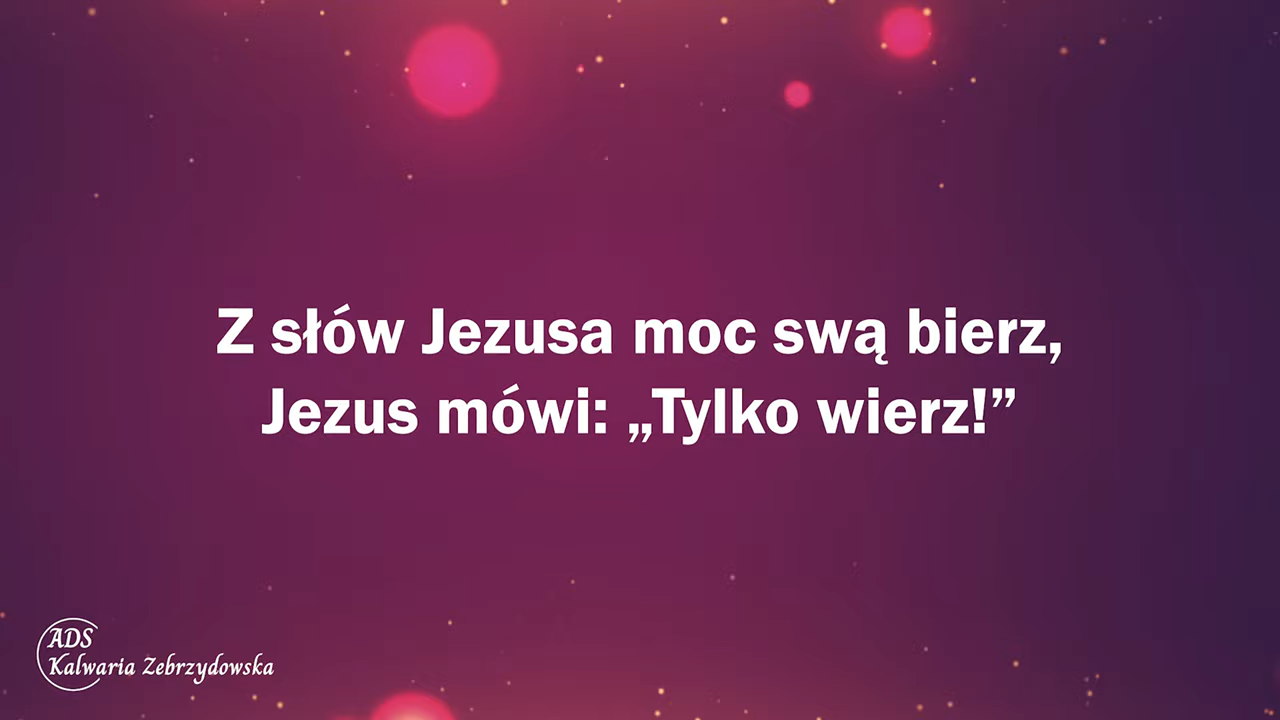 Z słów Jezusa moc swą bierz,
Jezus mówi: „Tylko wierz!”
ADS
Kalwaria Zebrzydowska